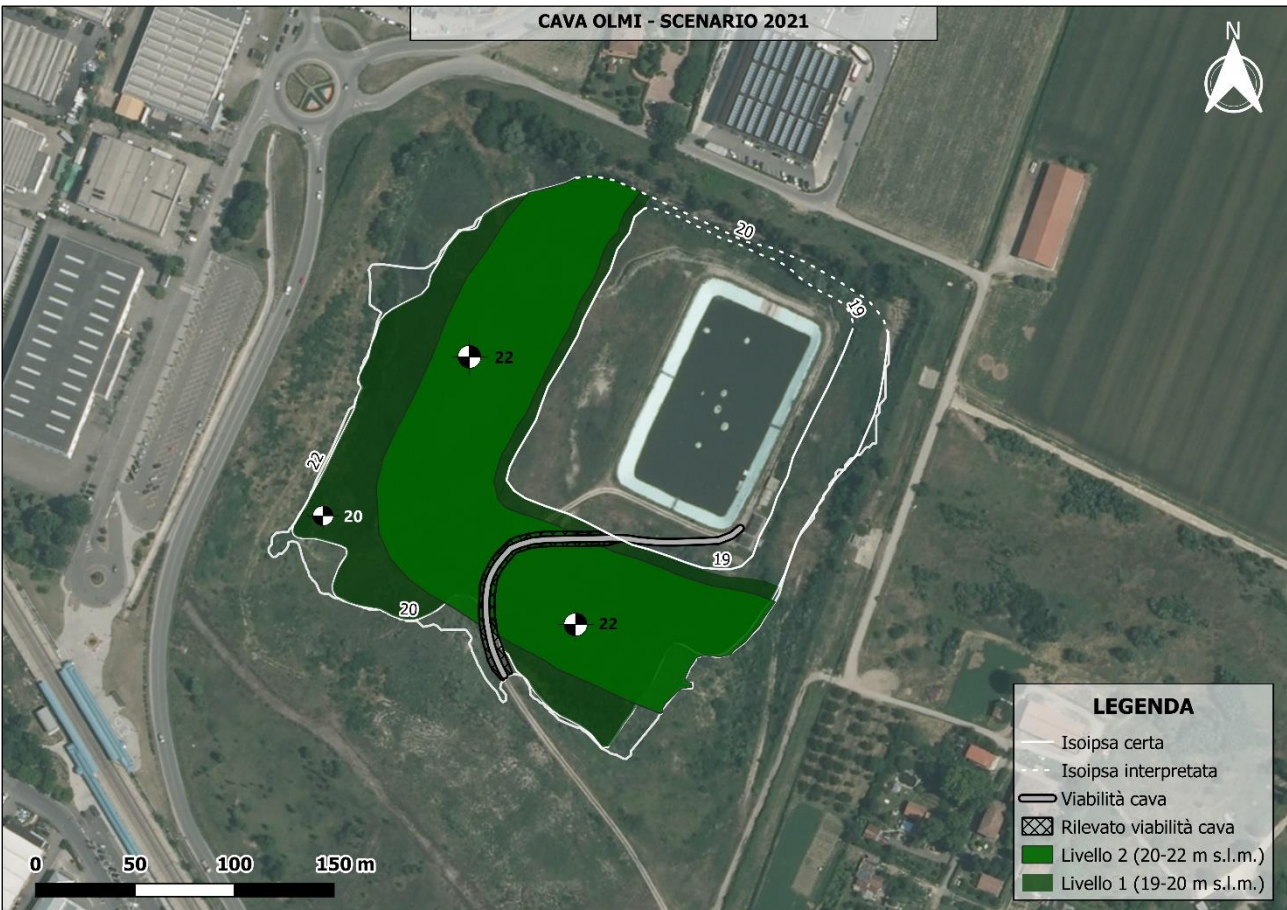 CAVA OLMI - SCENARIO 2021
N
20
19
22
22
20
19
20
22
LEGENDA
Isoipsa certa
Isoipsa interpretata
Viabilità cava
Rilevato viabilità cava
Livello 2 (20-22 m s.l.m.)
Livello 1 (19-20 m s.l.m.)
0 50 100 150 m